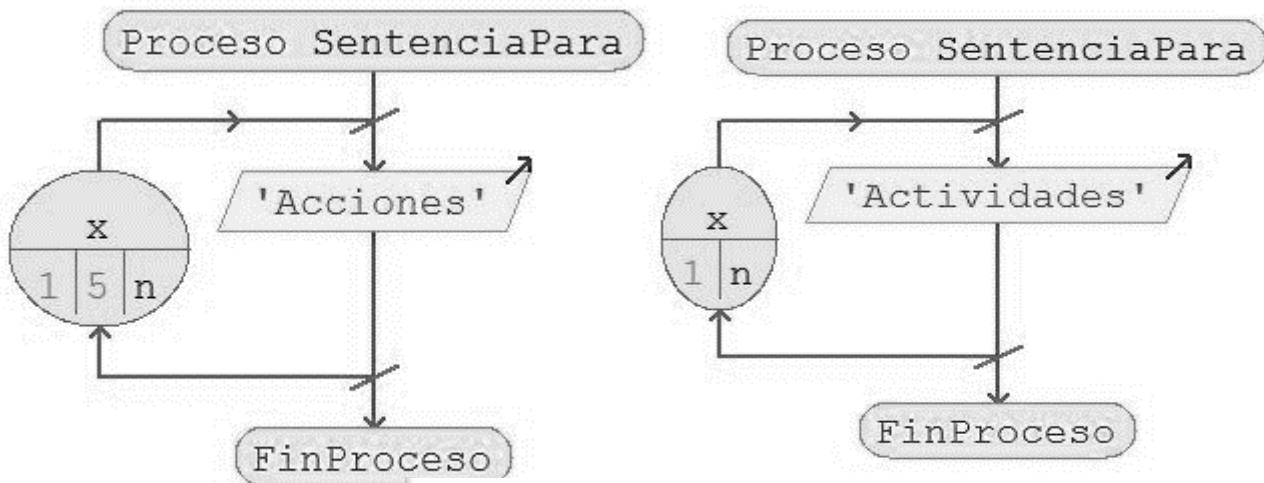 Proceso SentenciaPara
'Acciones'
x
1 5 n
FinProceso
Proceso SentenciaPara
'Actividades'
x
1 n
FinProceso